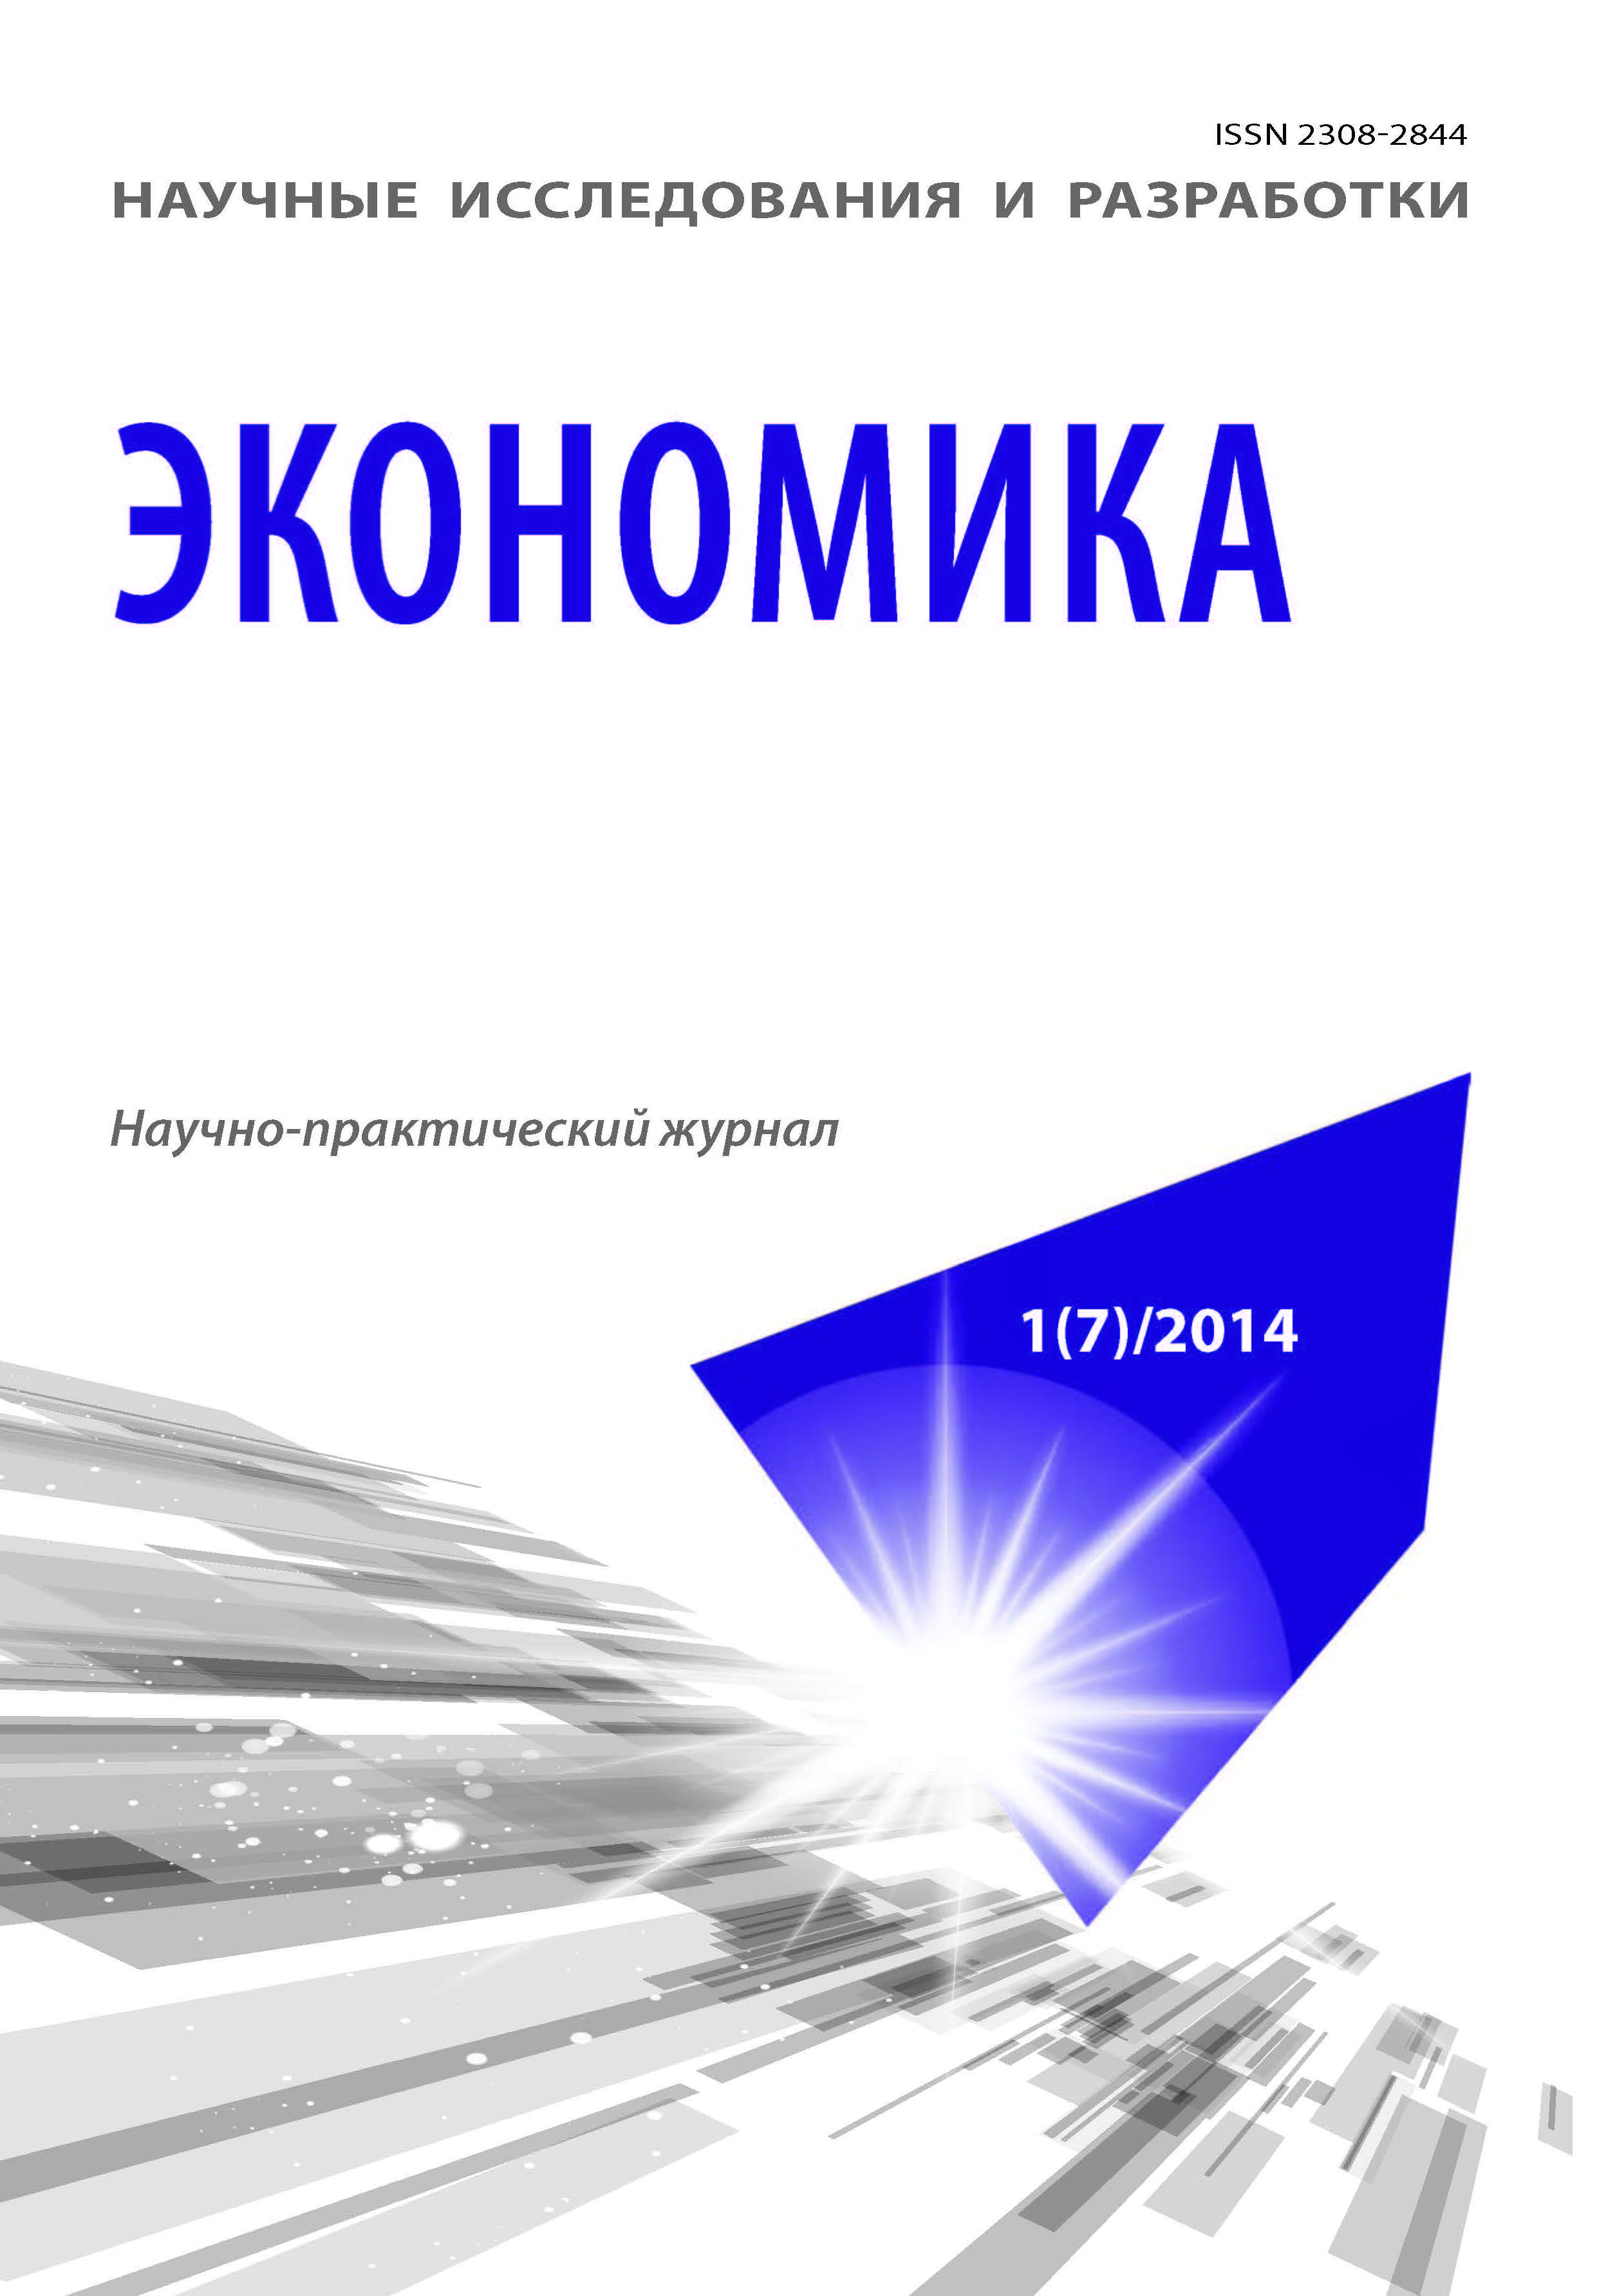 ISSN 2308-2844
НАУЧНЫЕ ИССЛЕДОВАНИЯ И РАЗРАБОТКИ
ЭКОНОМИКА
Научно-практический журнал
1(7)/2014